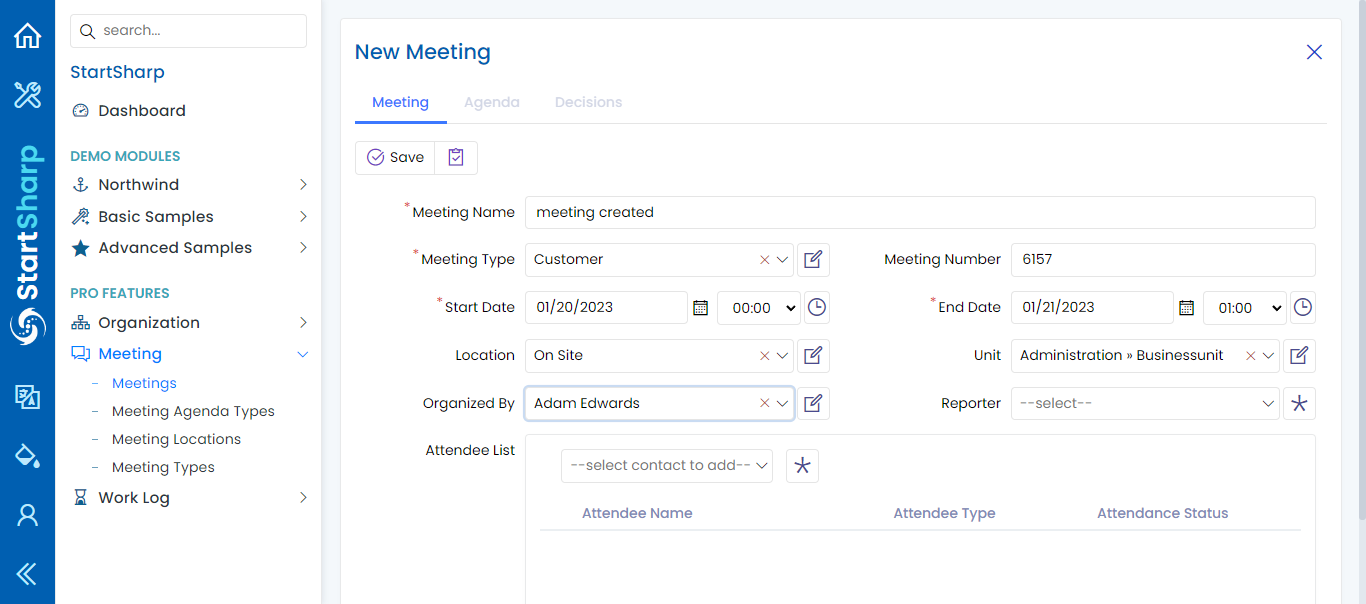 StartSharp
search...
StartSharp
Dashboard
DEMO MODULES
Northwind
Basic Samples
Advanced Samples
PRO FEATURES
Organization
Meeting
Meetings
Meeting Agenda Types
Meeting Locations
Meeting Types
Work Log
New Meeting
Meeting Agenda Decisions
Save
*Meeting Name meeting created
*Meeting Type Customer Meeting Number 6157
*Start Date 01/20/2023 00:00 *End Date 01/21/2023 01:00
Location On Site Unit Administration » Businessunit
Organized By Adam Edwards Reporter --select--
Attendee List
--select contact to add--
Attendee Name Attendee Type Attendance Status